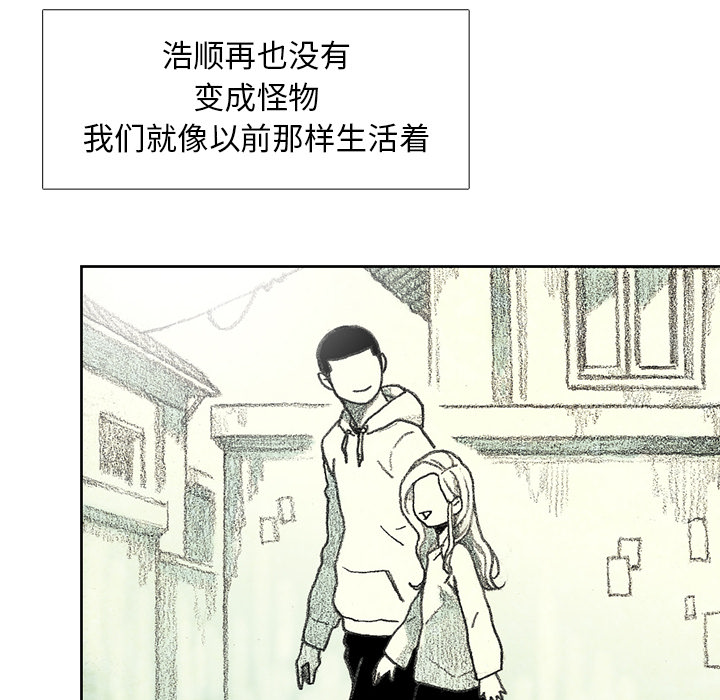 浩顺再也没有
变成怪物
我们就像以前那样生活着